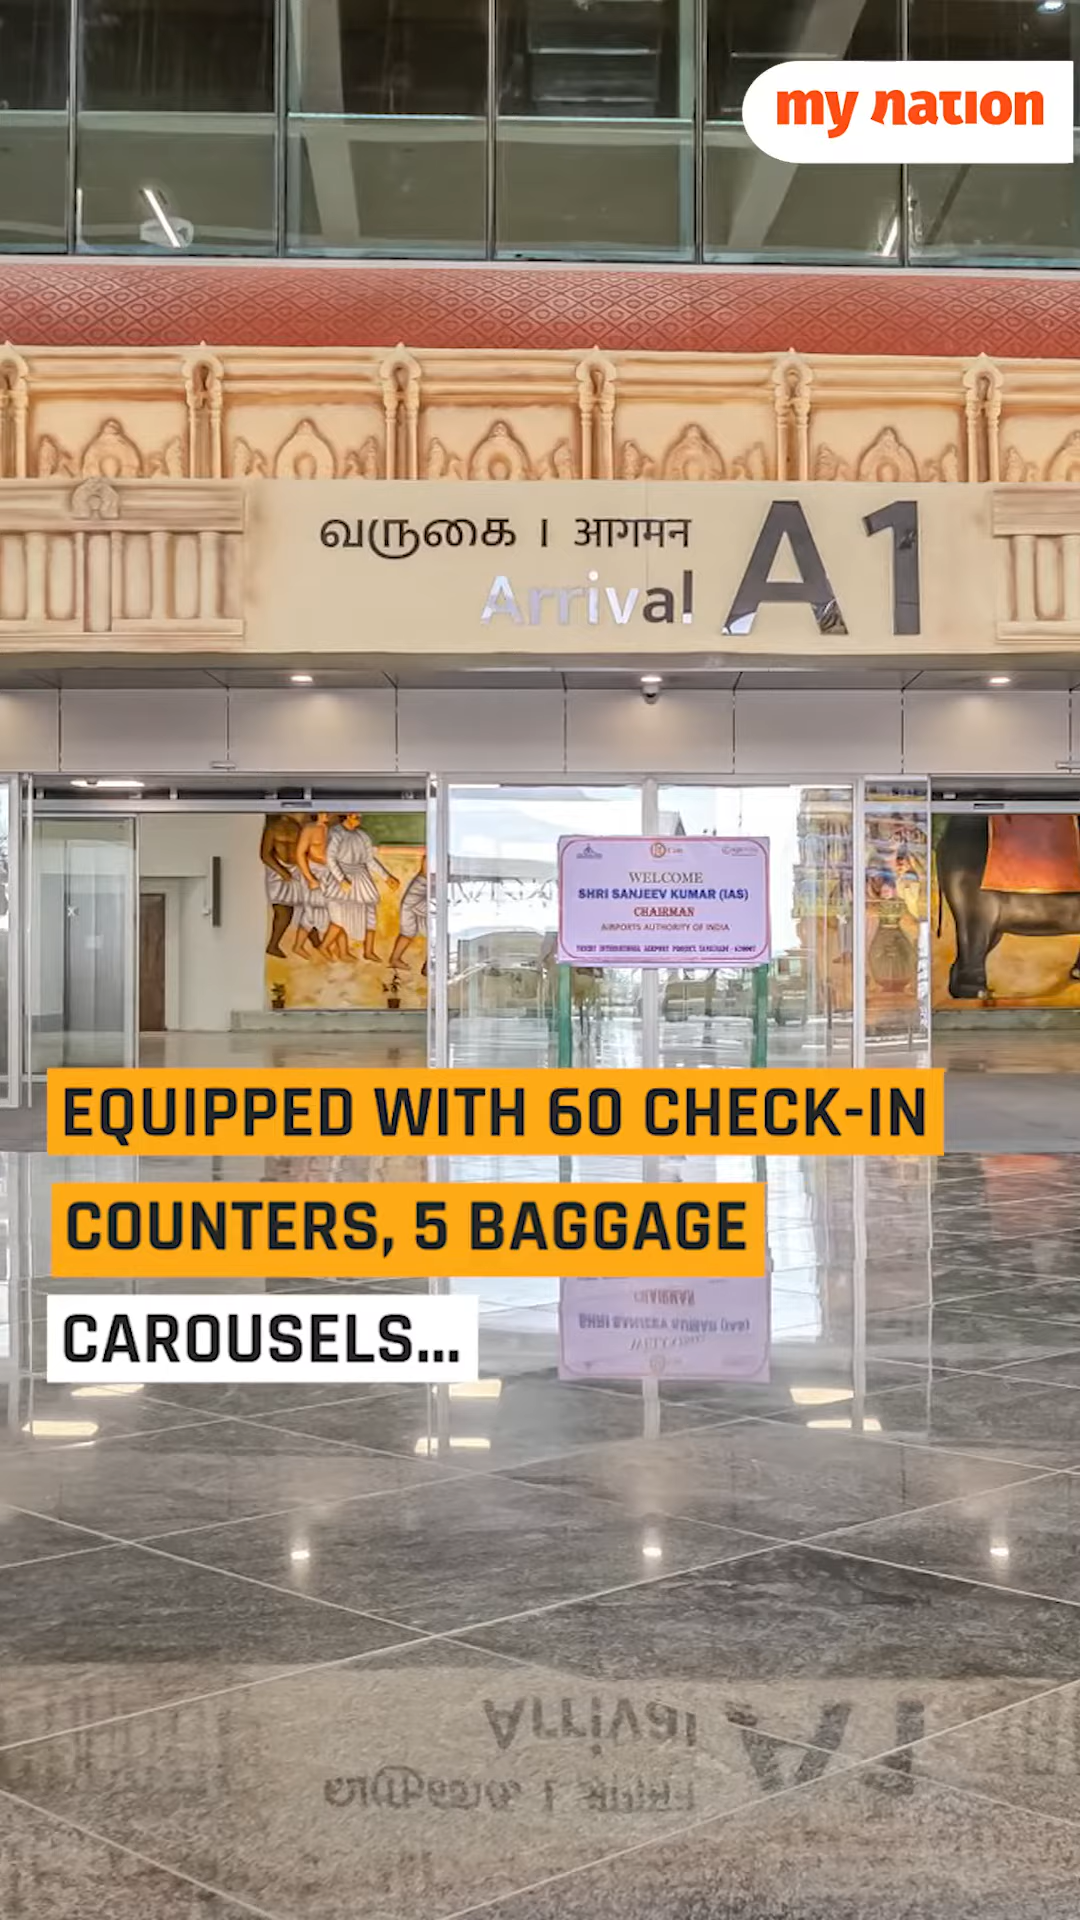 my nation
வருகை | आगमन
Arrival
A1
WELCOME
SHRI SANJEEV KUMAR (IAS)
CHAIRMAN
AIRPORTS AUTHORITY OF INDIA
EQUIPPED WITH 60 CHECK-IN
COUNTERS, 5 BAGGAGE
CAROUSELS...